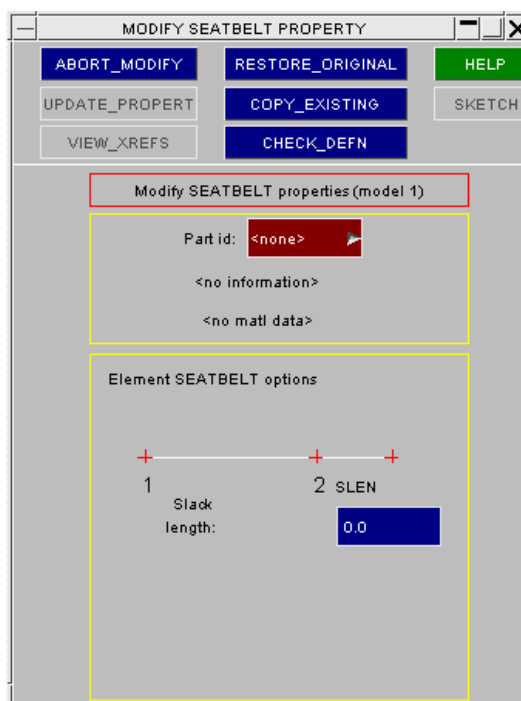 MODIFY SEATBELT PROPERTY
ABORT_MODIFY RESTORE_ORIGINAL HELP
UPDATE_PROPERT COPY_EXISTING SKETCH
VIEW_XREFS CHECK_DEFN
Modify SEATBELT properties (model 1)
Part id: <none>
<no information>
<no matl data>
Element SEATBELT options
1 2 SLEN
Slack
length: 0.0